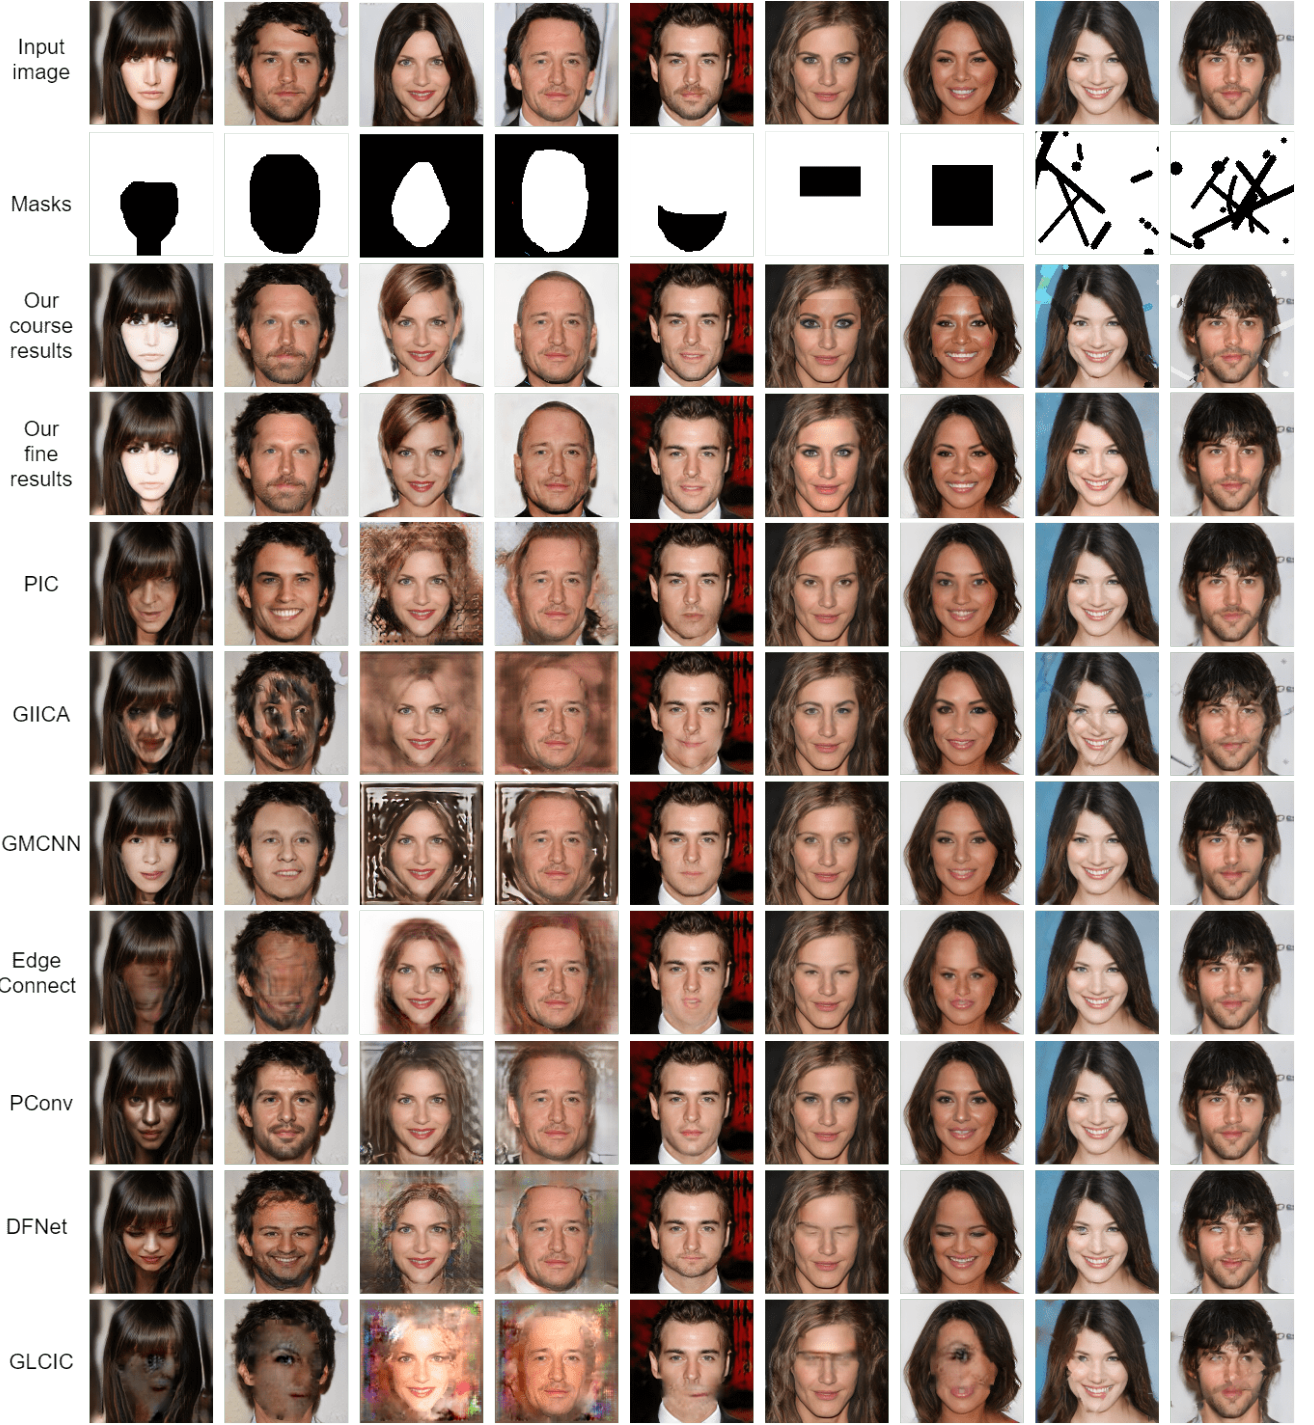 Input
image
Masks
Our
course
results
Our
fine
results
PIC
GIICA
GMCNN
Edge
Connect
PConv
DFNet
GLCIC